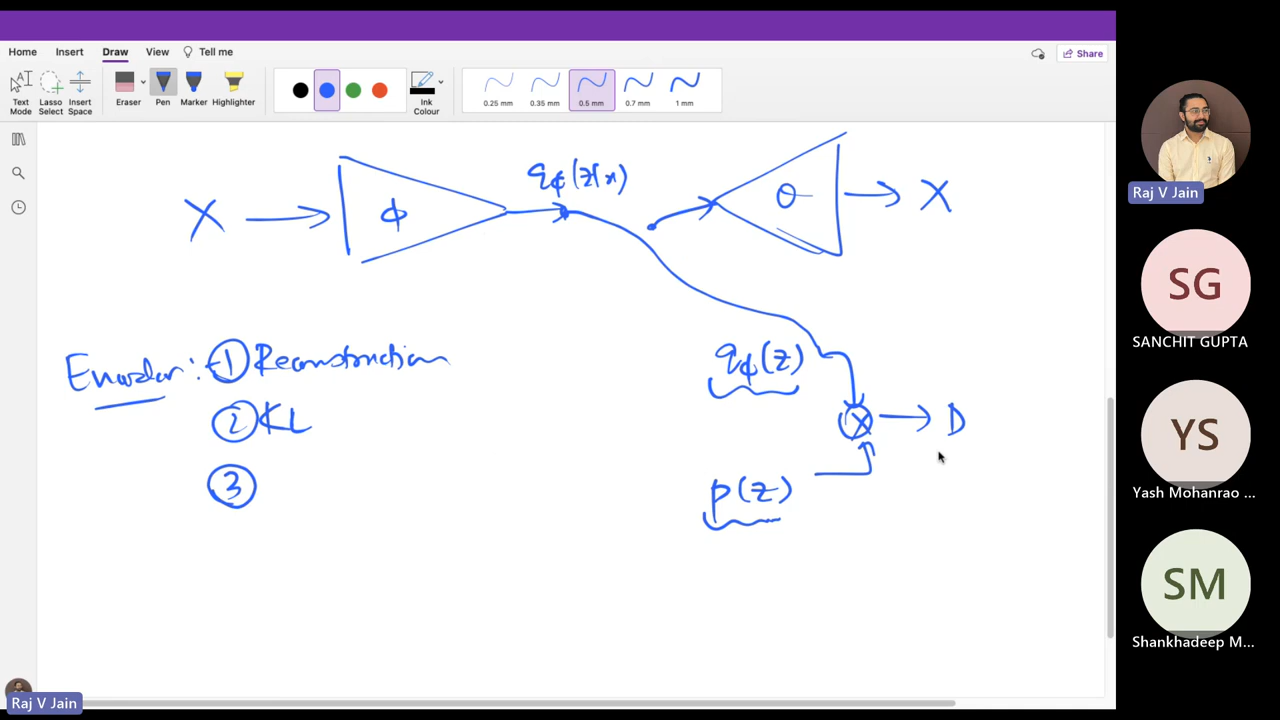 Home Insert Draw View Tell me
Share
Text Mode
Lasso Select
Insert Space
Eraser
Pen
Marker
Highlighter
Ink Colour
0.25 mm
0.35 mm
0.5 mm
0.7 mm
1 mm
qϕ(z|x)
X → ϕ
θ → X
Encoder: ① Reconstruction
② KL
③
qϕ(z)
X → D
p(z)
Raj V Jain
SG
SANCHIT GUPTA
YS
Yash Mohanrao ...
SM
Shankhadeep M...
Raj V Jain